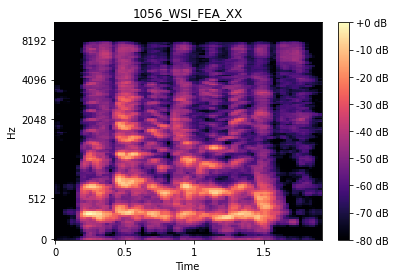 1056_WSI_FEA_XX
Hz
8192
4096
2048
1024
512
0
0
0.5
1
1.5
Time
+0 dB
-10 dB
-20 dB
-30 dB
-40 dB
-50 dB
-60 dB
-70 dB
-80 dB